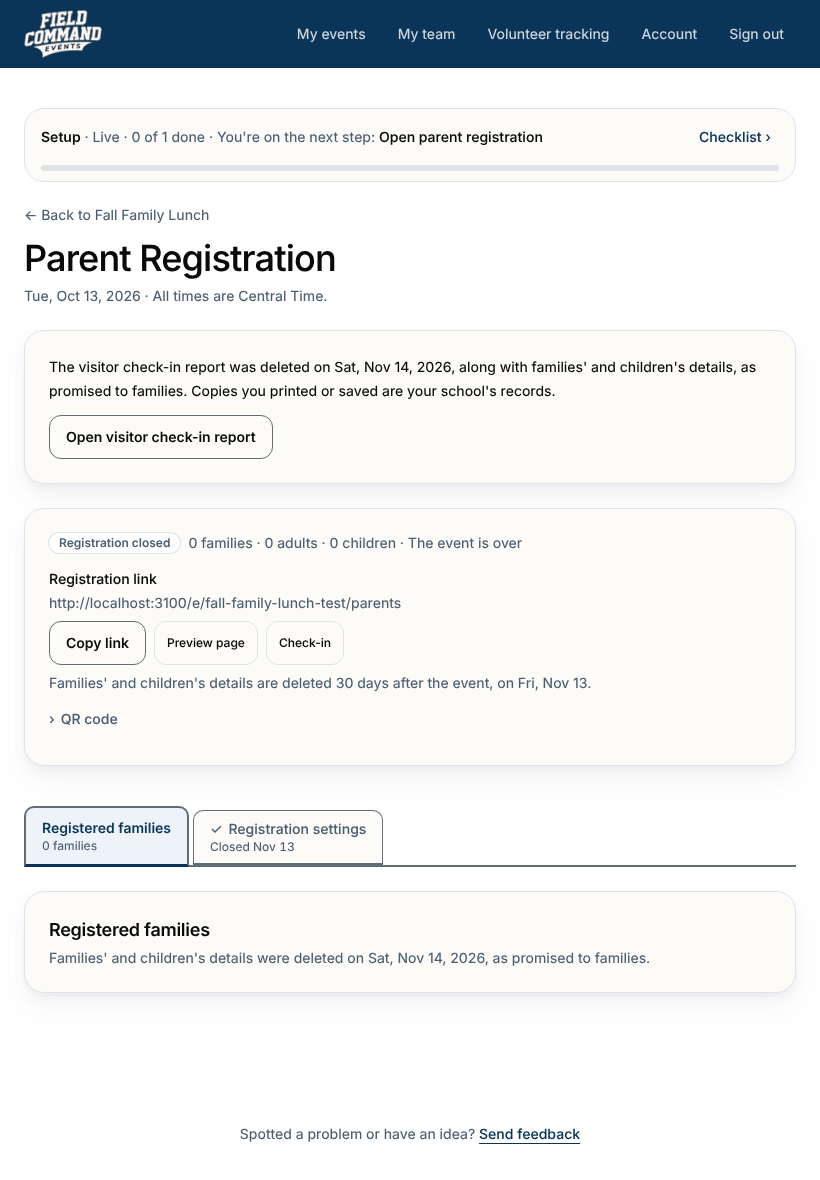 FIELD
COMMAND
EVENTS
My events
My team
Volunteer tracking
Account
Sign out
Setup · Live · 0 of 1 done · You're on the next step: Open parent registration
Checklist ›
← Back to Fall Family Lunch
Parent Registration
Tue, Oct 13, 2026 · All times are Central Time.
The visitor check-in report was deleted on Sat, Nov 14, 2026, along with families' and children's details, as
promised to families. Copies you printed or saved are your school's records.
Open visitor check-in report
Registration closed 0 families · 0 adults · 0 children · The event is over
Registration link
http://localhost:3100/e/fall-family-lunch-test/parents
Copy link
Preview page
Check-in
Families' and children's details are deleted 30 days after the event, on Fri, Nov 13.
› QR code
Registered families
0 families
✓ Registration settings
Closed Nov 13
Registered families
Families' and children's details were deleted on Sat, Nov 14, 2026, as promised to families.
Spotted a problem or have an idea? Send feedback